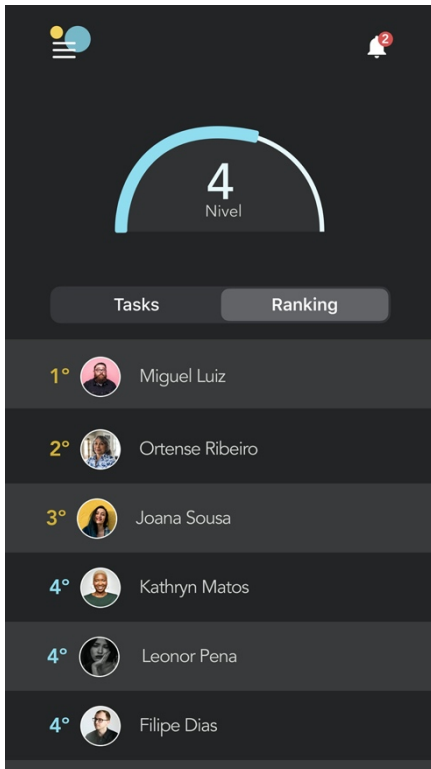 2
4
Nivel
Tasks Ranking
1° Miguel Luiz
2° Ortense Ribeiro
3° Joana Sousa
4° Kathryn Matos
4° Leonor Pena
4° Filipe Dias